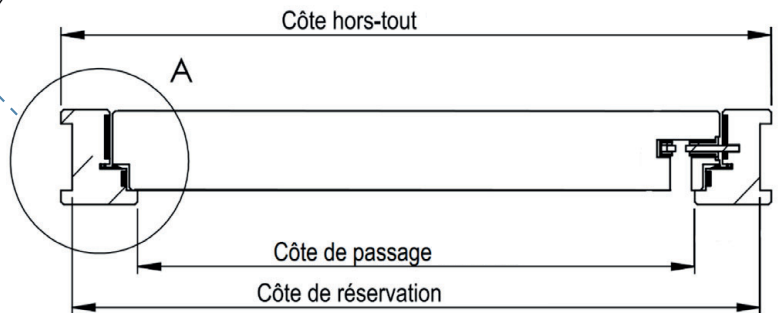 Côte hors-tout
A
Côte de passage
Côte de réservation